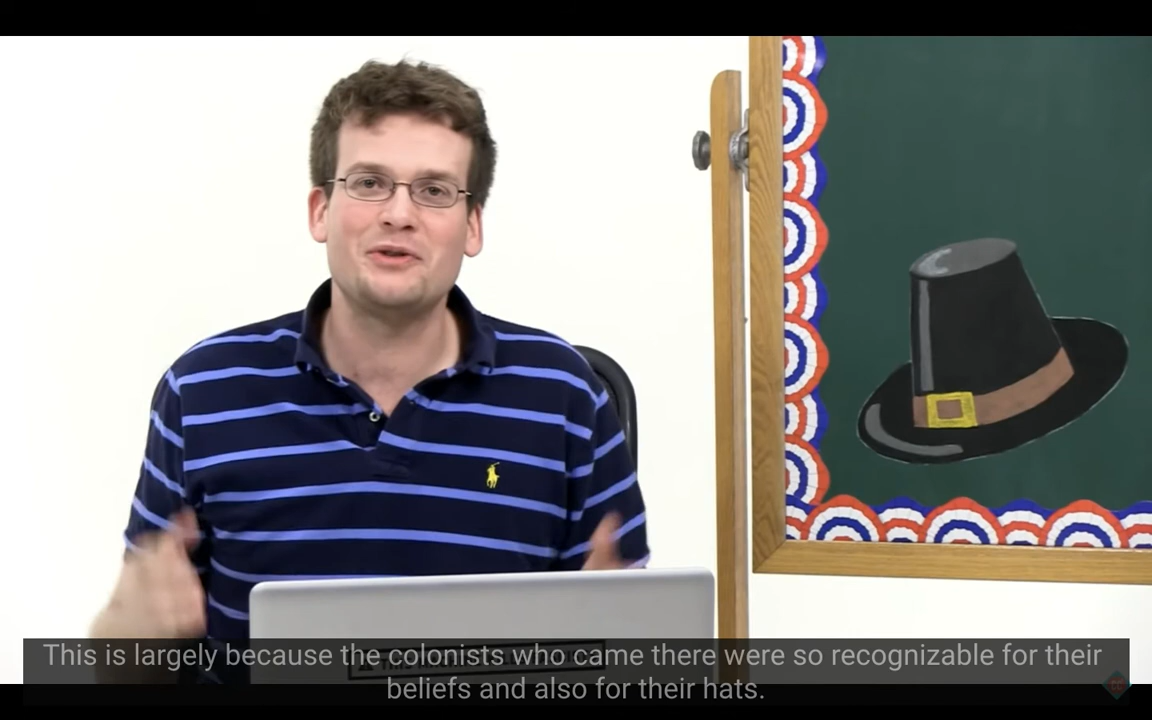 This is largely because the colonists who came there were so recognizable for their
beliefs and also for their hats.